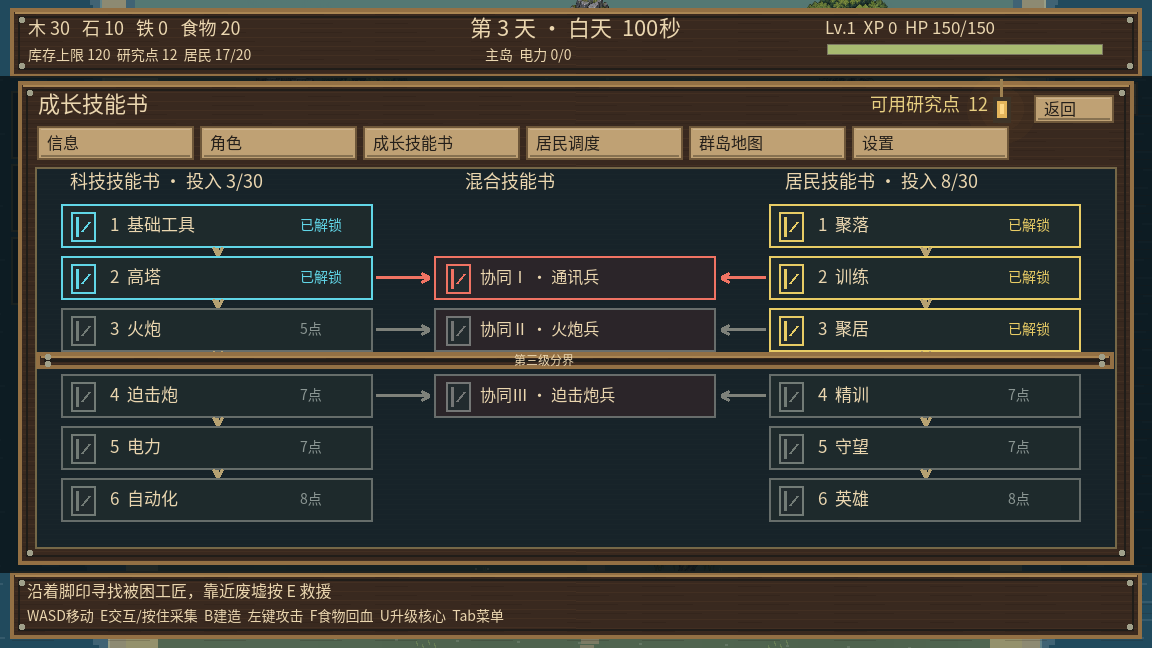 木 30 石 10 铁 0 食物 20
第 3 天 · 白天 100秒
Lv.1 XP 0 HP 150/150
库存上限 120 研究点 12 居民 17/20
主岛 电力 0/0
成长技能书
可用研究点 12
返回
信息
角色
成长技能书
居民调度
群岛地图
设置
科技技能书 · 投入 3/30
混合技能书
居民技能书 · 投入 8/30
1 基础工具 已解锁
1 聚落 已解锁
2 高塔 已解锁
协同 I · 通讯兵
2 训练 已解锁
3 火炮 5点
协同 II · 火炮兵
3 聚居 已解锁
第三级分界
4 迫击炮 7点
协同III · 迫击炮兵
4 精训 7点
5 电力 7点
5 守望 7点
6 自动化 8点
6 英雄 8点
沿着脚印寻找被困工匠，靠近废墟按 E 救援
WASD移动 E交互/按住采集 B建造 左键攻击 F食物回血 U升级核心 Tab菜单